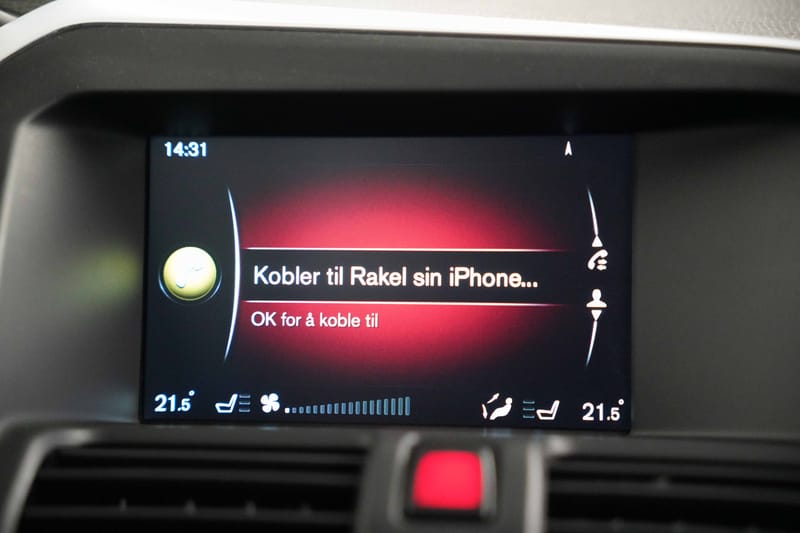 14:31
Kobler til Rakel sin iPhone...
OK for å koble til
21.5°
21.5°